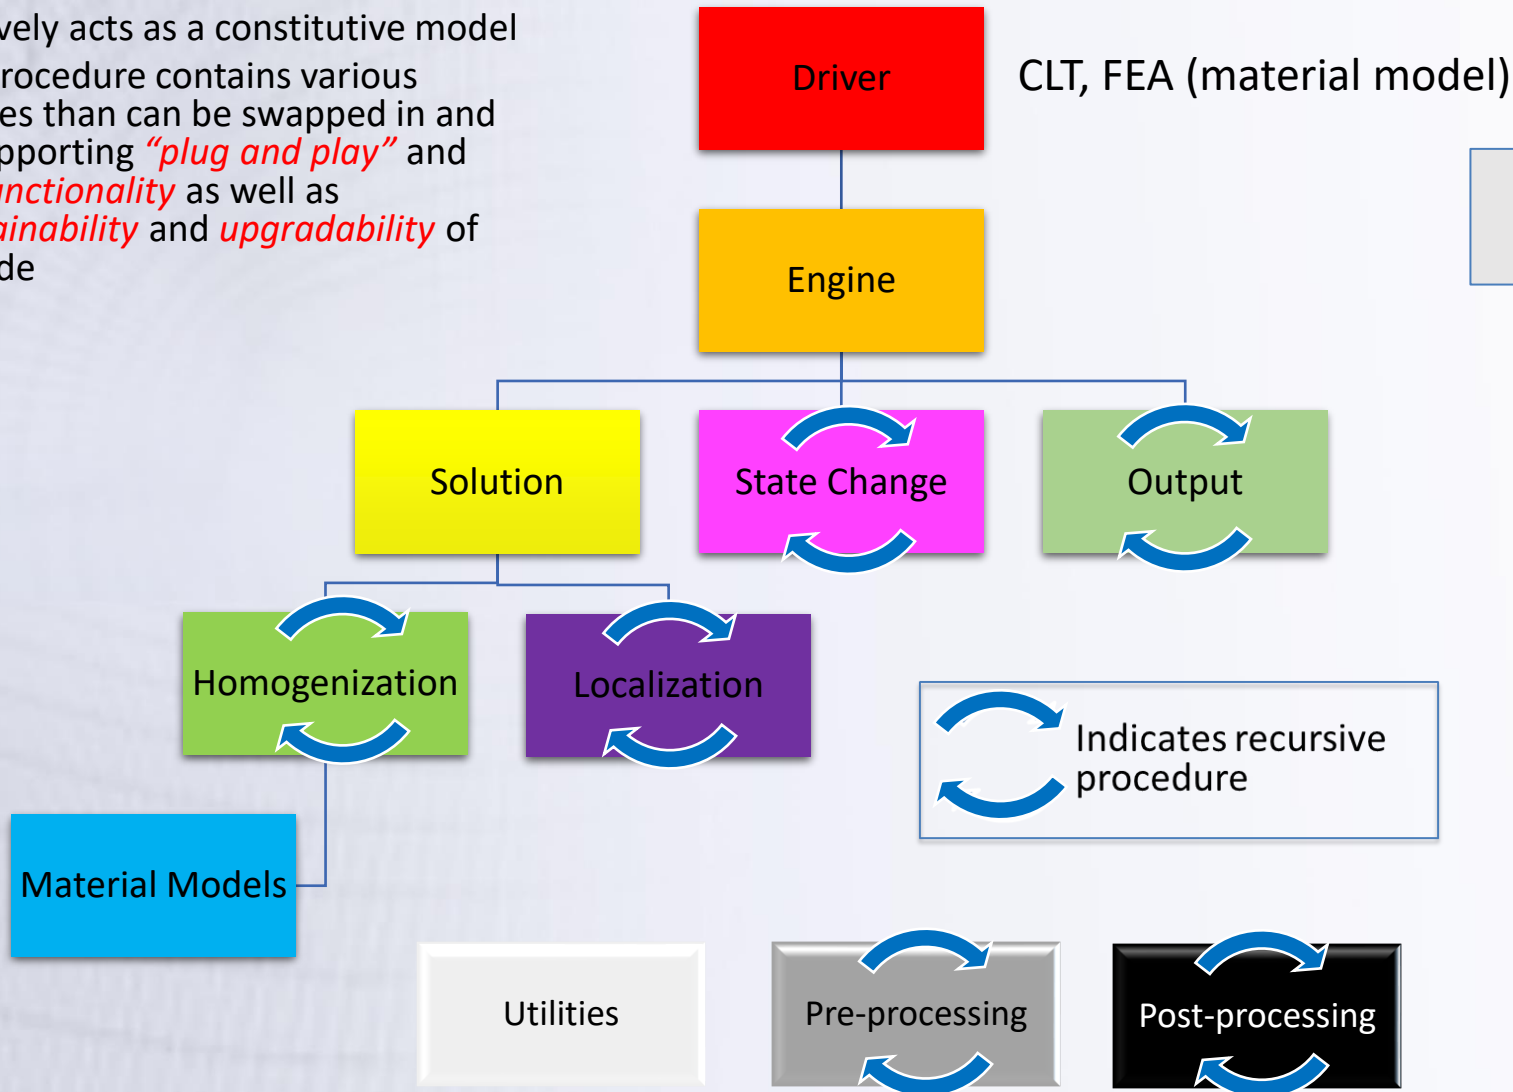 vely acts as a constitutive model
rocedure contains various
es than can be swapped in and
pporting “plug and play” and
unctionality as well as
ainability and upgradability of
de
Driver
CLT, FEA (material model)
Engine
Solution
State Change
Output
Homogenization
Localization
Indicates recursive
procedure
Material Models
Utilities
Pre-processing
Post-processing